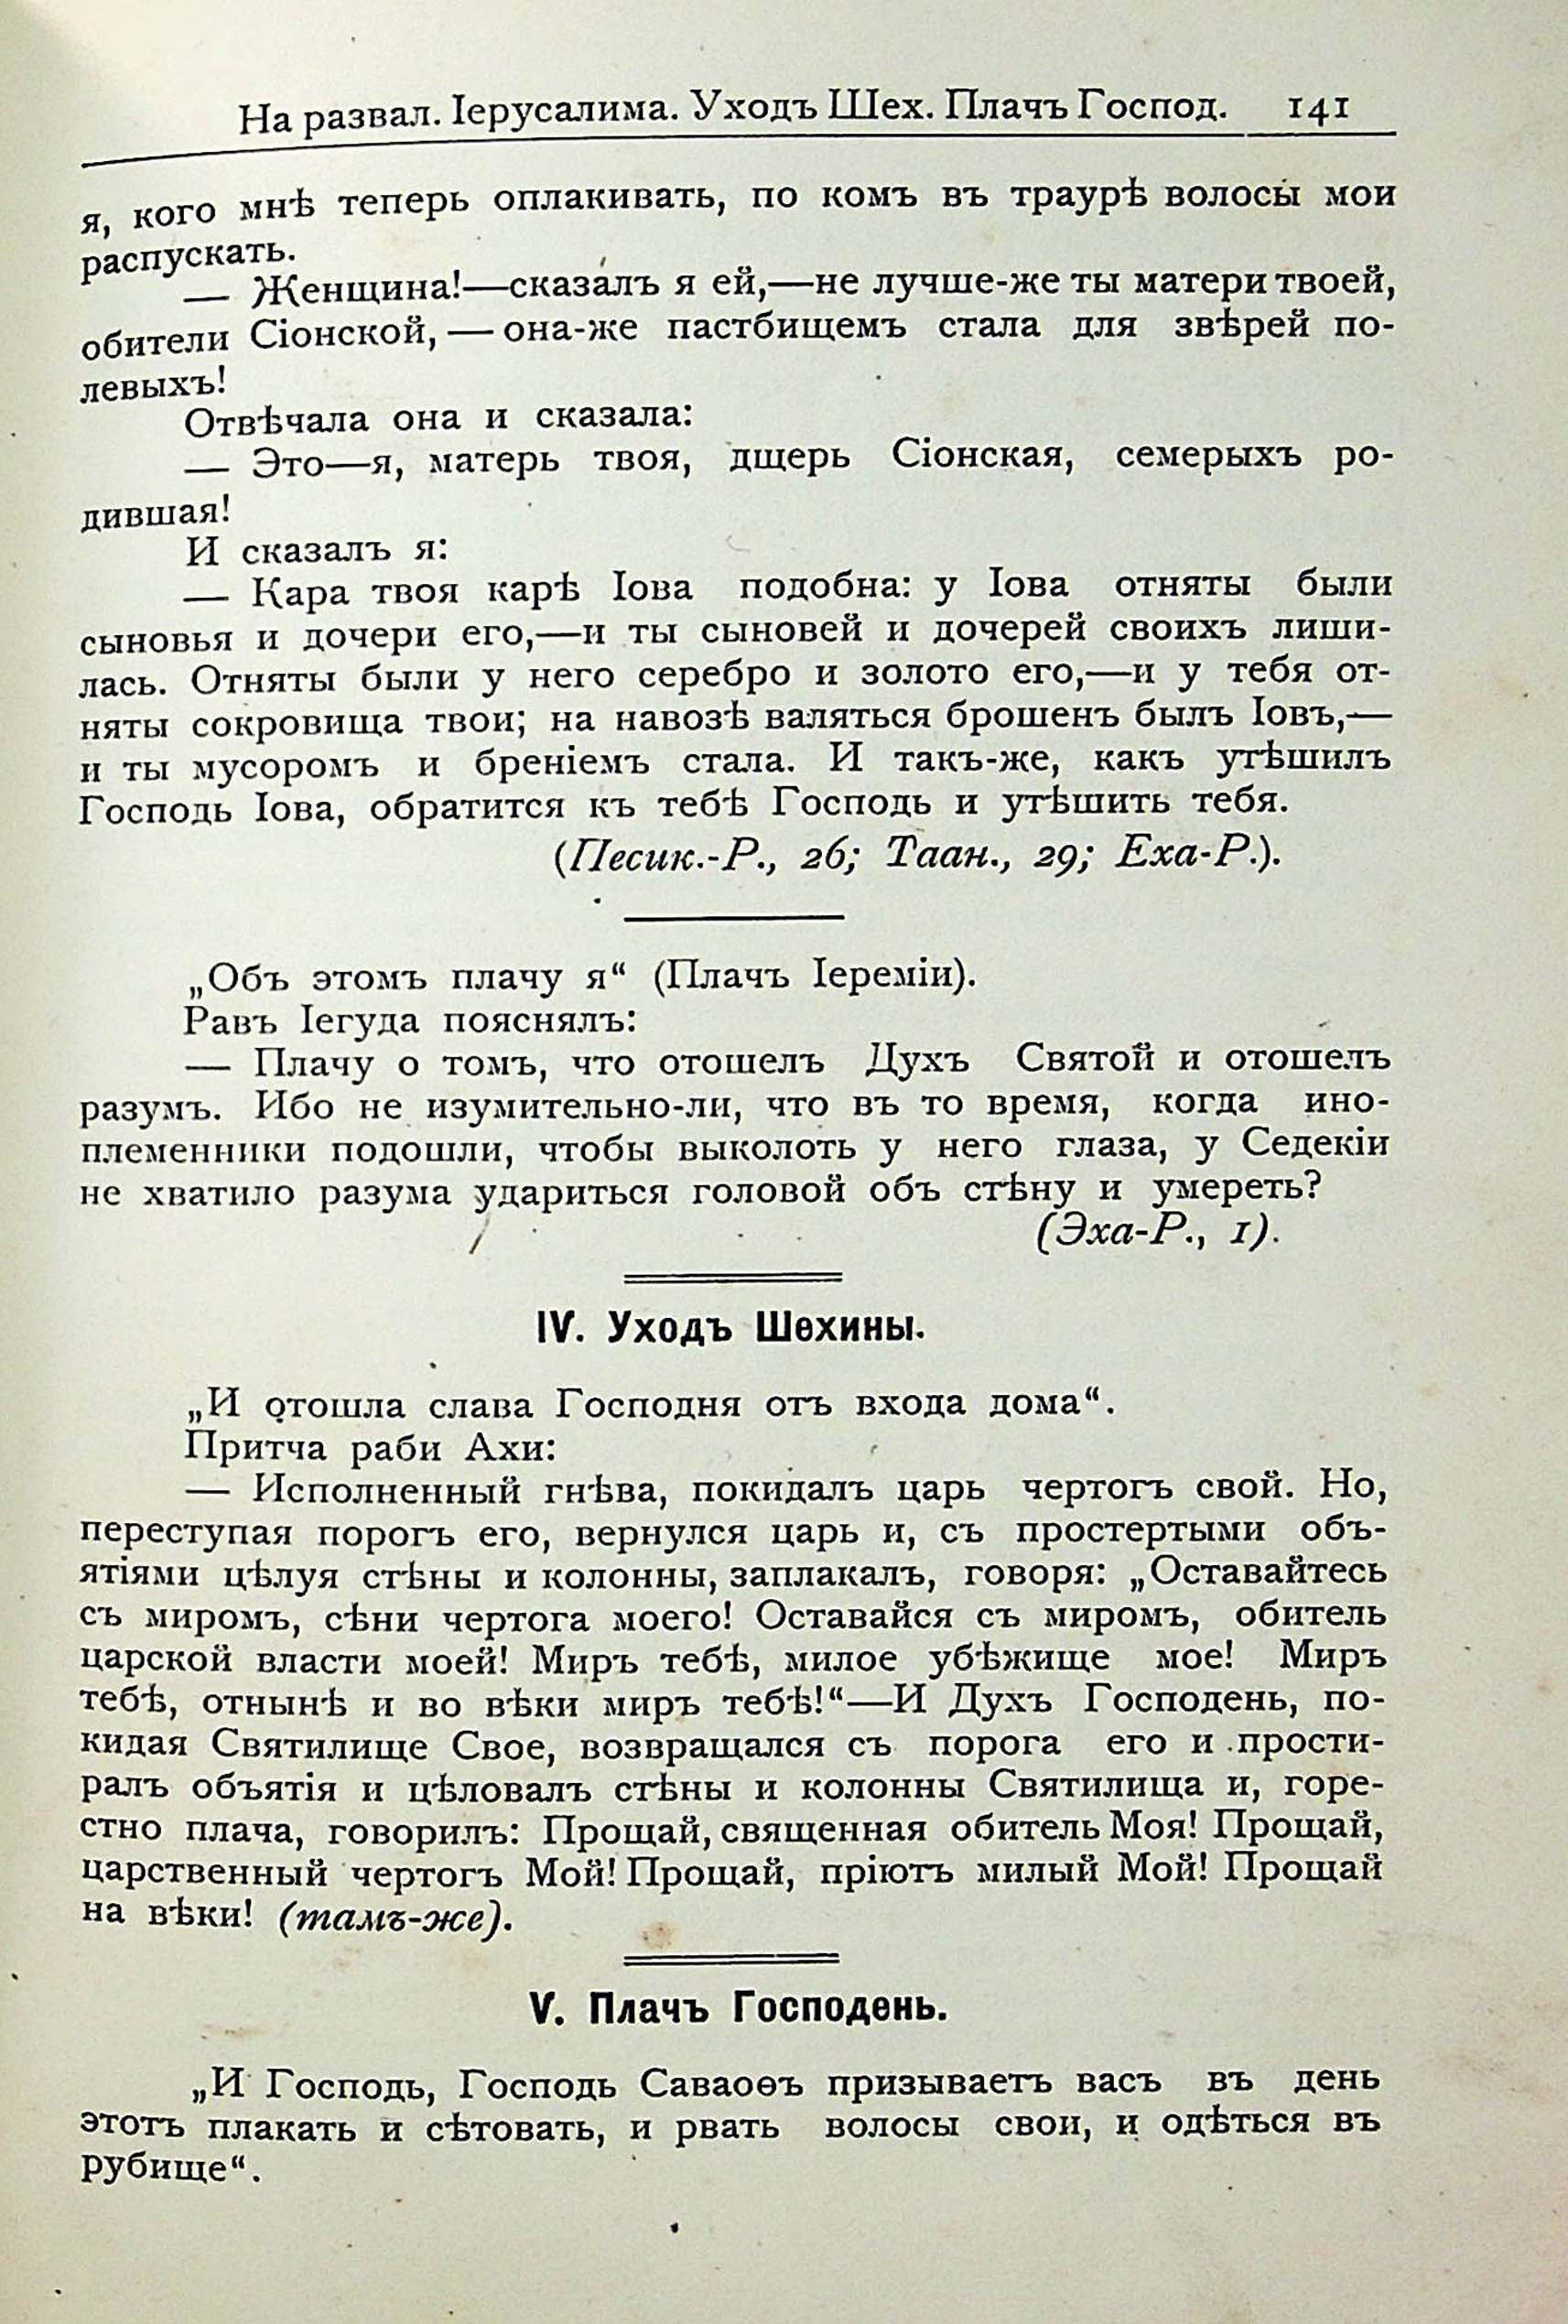 На развал. Іерусалима. Уходъ Шех. Плачъ Господ. 141
я, кого мнѣ теперь оплакивать, по комъ въ траурѣ волосы мои
распускать.
— Женщина!—сказалъ я ей,—не лучше-же ты матери твоей,
обители Сіонской, — она-же пастбищемъ стала для звѣрей по-
левыхъ!
Отвѣчала она и сказала:
— Это—я, матерь твоя, дщерь Сіонская, семерыхъ ро-
дившая!
И сказалъ я:
— Кара твоя карѣ Іова подобна: у Іова отняты были
сыновья и дочери его,—и ты сыновей и дочерей своихъ лиши-
лась. Отняты были у него серебро и золото его,—и у тебя от-
няты сокровища твои; на навозѣ валяться брошенъ былъ Іовъ,—
и ты мусоромъ и бреніемъ стала. И такъ-же, какъ утѣшилъ
Господь Іова, обратится къ тебѣ Господь и утѣшить тебя.
(Песик.-Р., 26; Таан., 29; Еха-Р.).
„Объ этомъ плачу я“ (Плачъ Іереміи).
Равъ Іегуда пояснялъ:
— Плачу о томъ, что отошелъ Духъ Святой и отошелъ
разумъ. Ибо не изумительно-ли, что въ то время, когда ино-
племенники подошли, чтобы выколоть у него глаза, у Седекіи
не хватило разума удариться головой объ стѣну и умереть?
(Эха-Р., 1).
IV. Уходъ Шехины.
„И отошла слава Господня отъ входа дома“.
Притча раби Ахи:
— Исполненный гнѣва, покидалъ царь чертогъ свой. Но,
переступая порогъ его, вернулся царь и, съ простертыми объ-
ятіями цѣлуя стѣны и колонны, заплакалъ, говоря: „Оставайтесь
съ миромъ, сѣни чертога моего! Оставайся съ миромъ, обитель
царской власти моей! Миръ тебѣ, милое убѣжище мое! Миръ
тебѣ, отнынѣ и во вѣки миръ тебѣ!“—И Духъ Господень, по-
кидая Святилище Свое, возвращался съ порога его и прости-
ралъ объятія и цѣловалъ стѣны и колонны Святилища и, горе-
стно плача, говорилъ: Прощай, священная обитель Моя! Прощай,
царственный чертогъ Мой! Прощай, пріютъ милый Мой! Прощай
на вѣки! (тамъ-же).
V. Плачъ Господень.
„И Господь, Господь Саваоѳъ призываетъ васъ въ день
этотъ плакать и сѣтовать, и рвать волосы свои, и одѣться въ
рубище“.